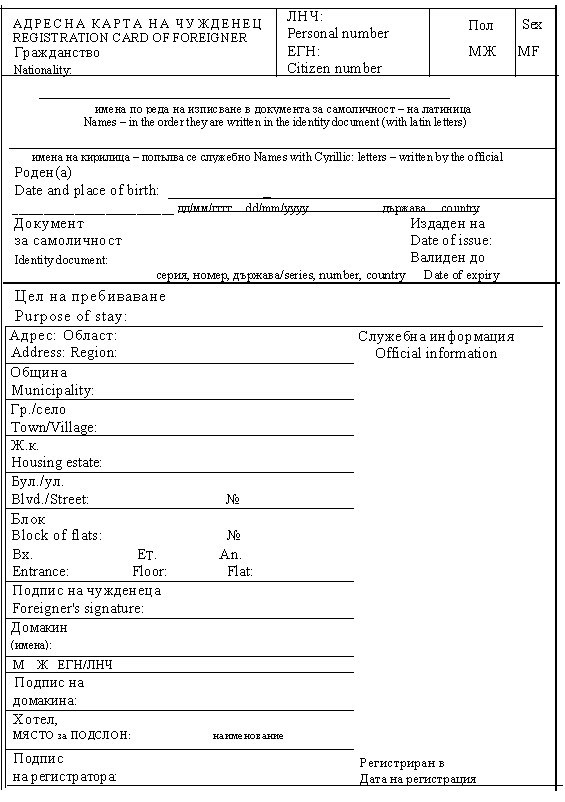 АДРЕСНА КАРТА НА ЧУЖДЕНЕЦ
REGISTRATION CARD OF FOREIGNER
Гражданство
Nationality:
ЛНЧ:
Personal number
ЕГН:
Citizen number
Пол
МЖ
Sex
MF
имена по реда на изписване в документа за самоличност – на латиница
Names – in the order they are written in the identity document (with latin letters)
имена на кирилица – попълва се служебно Names with Cyrillic: letters – written by the official
Роден(а)
Date and place of birth:
дд/мм/гггг dd/mm/yyyy държава country
Документ Издаден на
за самоличност Date of issue:
Identity document: Валиден до
серия, номер, държава/series, number, country Date of expiry
Цел на пребиваване
Purpose of stay:
Адрес: Област:
Address: Region:
Служебна информация
Official information
Община
Municipality:
Гр./село
Town/Village:
Ж.к.
Housing estate:
Бул./ул.
Blvd./Street: №
Блок
Block of flats: №
Вх. Ет. Ап.
Entrance: Floor: Flat:
Подпис на чужденеца
Foreigner's signature:
Домакин
(имена):
М Ж ЕГН/ЛНЧ
Подпис на
домакина:
Хотел,
МЯСТО за ПОДСЛОН: наименование
Подпис
на регистратора:
Регистриран в
Дата на регистрация